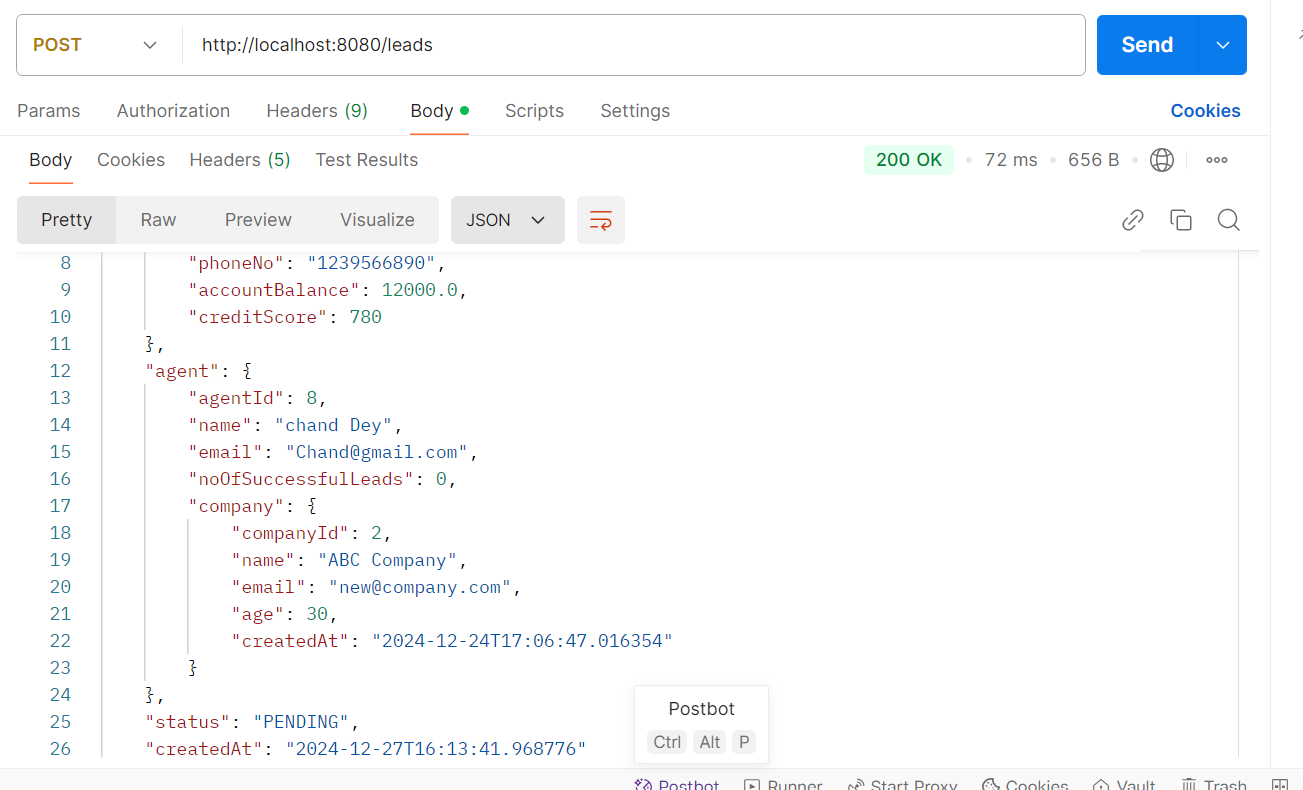 POST http://localhost:8080/leads Send
Params Authorization Headers (9) Body Scripts Settings Cookies
Body Cookies Headers (5) Test Results 200 OK 72 ms 656 B
Pretty Raw Preview Visualize JSON
8 "phoneNo": "1239566890",
9 "accountBalance": 12000.0,
10 "creditScore": 780
11 },
12 "agent": {
13 "agentId": 8,
14 "name": "chand Dey",
15 "email": "Chand@gmail.com",
16 "noOfSuccessfulLeads": 0,
17 "company": {
18 "companyId": 2,
19 "name": "ABC Company",
20 "email": "new@company.com",
21 "age": 30,
22 "createdAt": "2024-12-24T17:06:47.016354"
23 }
24 },
25 "status": "PENDING",
26 "createdAt": "2024-12-27T16:13:41.968776"
Postbot
Ctrl Alt P
Postbot Runner Start Proxy Cookies Vault Trash